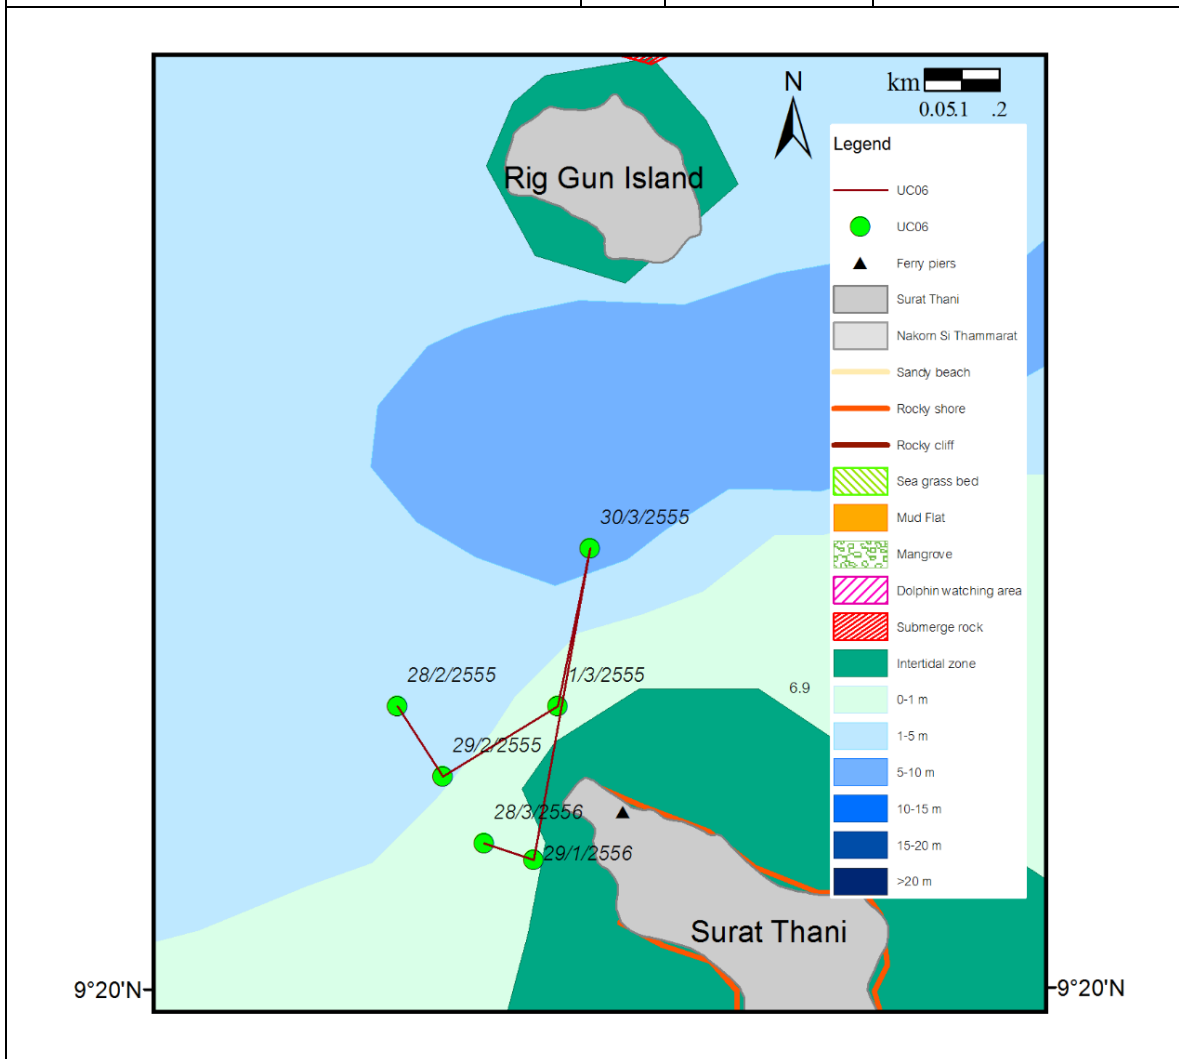 N
km
0.05.1 .2
Legend
UC06
UC06
Ferry piers
Surat Thani
Nakorn Si Thammarat
Sandy beach
Rocky shore
Rocky cliff
Sea grass bed
Mud Flat
Mangrove
Dolphin watching area
Submerge rock
Intertidal zone
0-1 m
1-5 m
5-10 m
10-15 m
15-20 m
>20 m
Rig Gun Island
30/3/2555
28/2/2555
1/3/2555
6.9
29/2/2555
28/3/2556
29/1/2556
Surat Thani
9°20'N
9°20'N